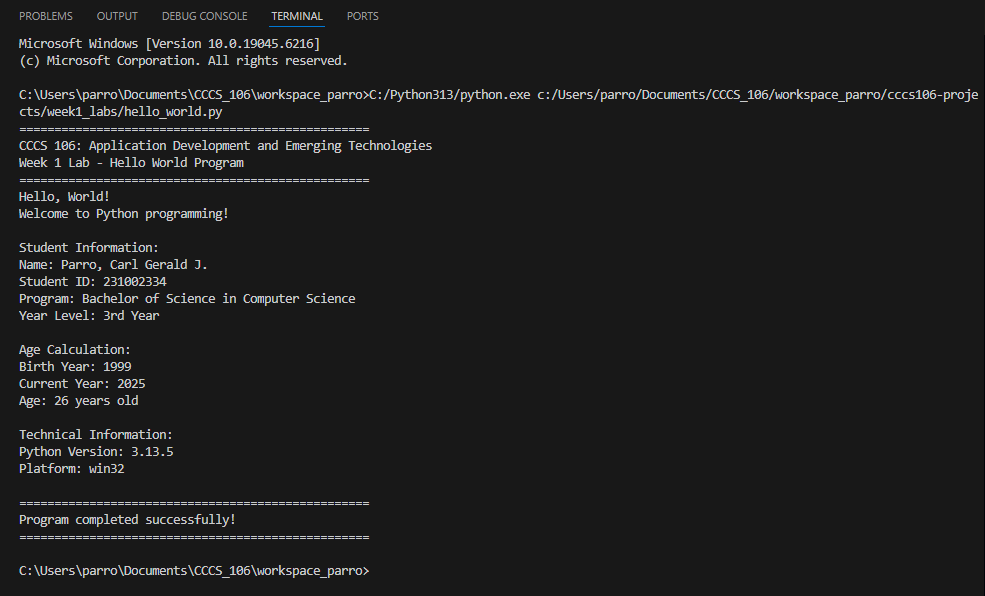 PROBLEMS OUTPUT DEBUG CONSOLE TERMINAL PORTS
Microsoft Windows [Version 10.0.19045.6216]
(c) Microsoft Corporation. All rights reserved.
C:\Users\parro\Documents\CCCS_106\workspace_parro>C:/Python313/python.exe c:/Users/parro/Documents/CCCS_106/workspace_parro/cccs106-proje
cts/week1_labs/hello_world.py
==================================================
CCCS 106: Application Development and Emerging Technologies
Week 1 Lab - Hello World Program
==================================================
Hello, World!
Welcome to Python programming!
Student Information:
Name: Parro, Carl Gerald J.
Student ID: 231002334
Program: Bachelor of Science in Computer Science
Year Level: 3rd Year
Age Calculation:
Birth Year: 1999
Current Year: 2025
Age: 26 years old
Technical Information:
Python Version: 3.13.5
Platform: win32
==================================================
Program completed successfully!
==================================================
C:\Users\parro\Documents\CCCS_106\workspace_parro>